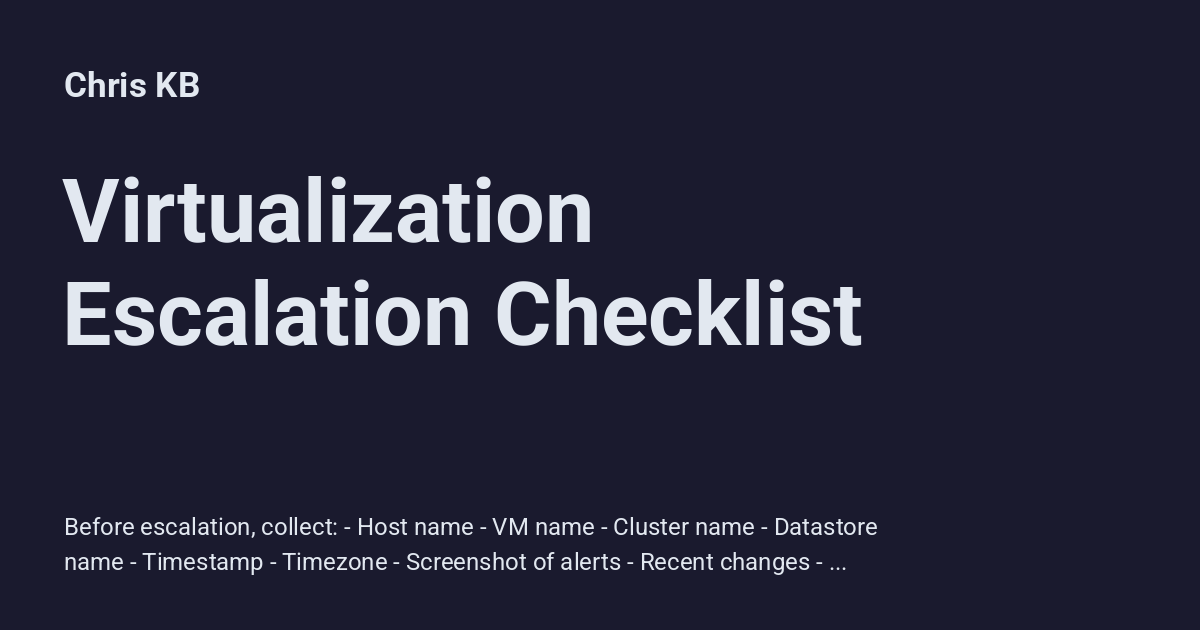 Chris KB
Virtualization
Escalation Checklist
Before escalation, collect: - Host name - VM name - Cluster name - Datastore
name - Timestamp - Timezone - Screenshot of alerts - Recent changes - ...